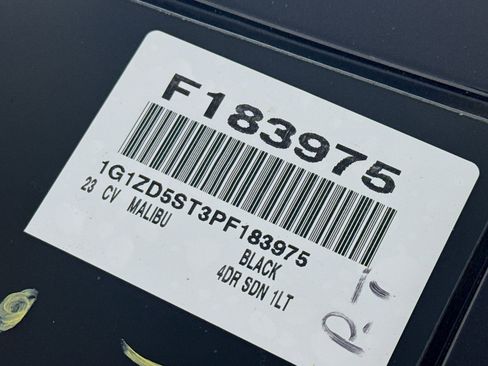 F183975
1G1ZD5ST3PF183975
23 CV MALIBU
BLACK
4DR SDN 1LT